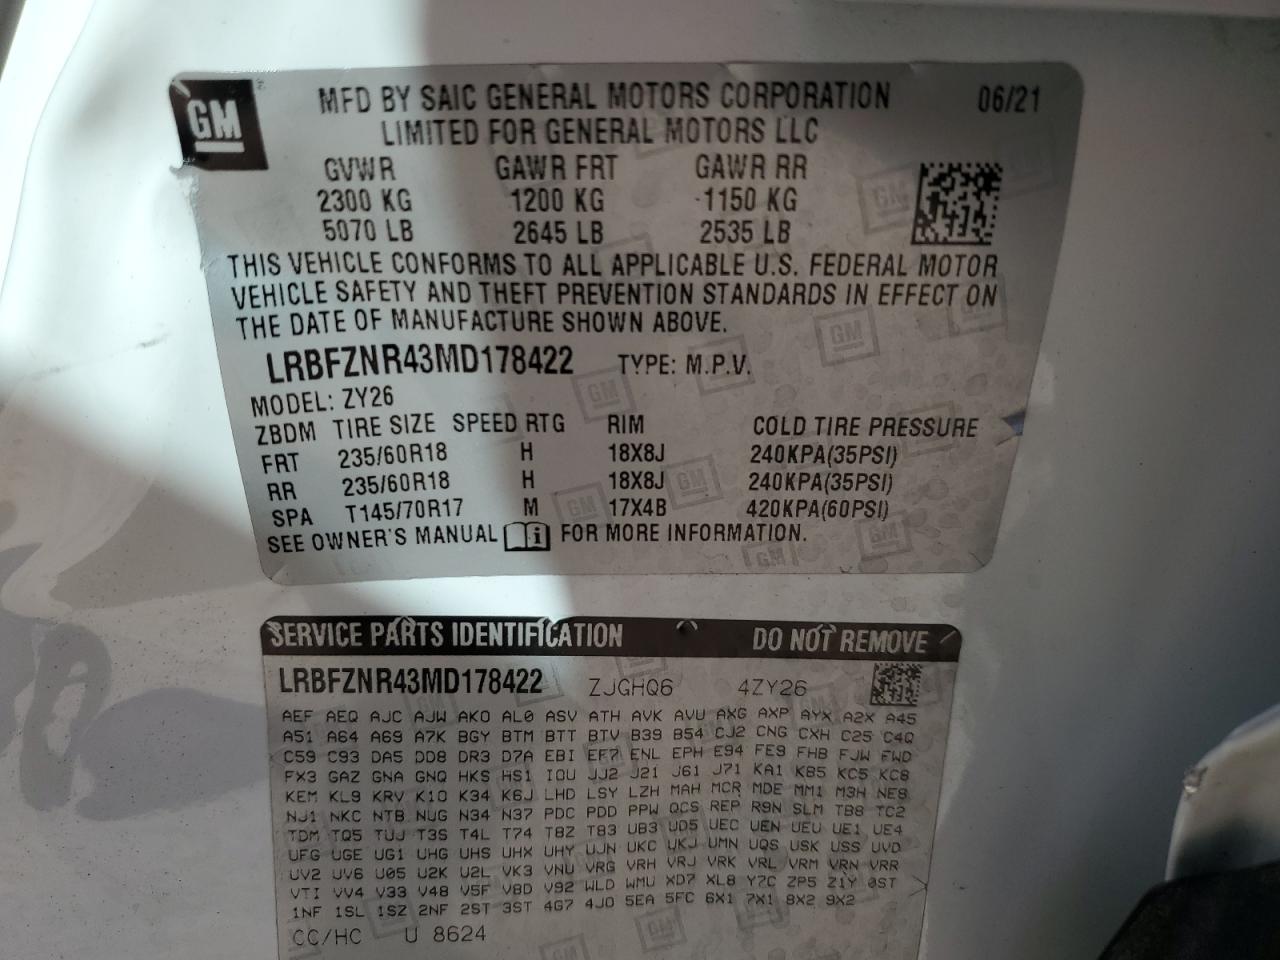 GM
MFD BY SAIC GENERAL MOTORS CORPORATION 06/21
LIMITED FOR GENERAL MOTORS LLC
GVWR GAWR FRT GAWR RR
2300 KG 1200 KG 1150 KG
5070 LB 2645 LB 2535 LB
THIS VEHICLE CONFORMS TO ALL APPLICABLE U.S. FEDERAL MOTOR
VEHICLE SAFETY AND THEFT PREVENTION STANDARDS IN EFFECT ON
THE DATE OF MANUFACTURE SHOWN ABOVE.
LRBFZNR43MD178422 TYPE: M.P.V.
MODEL: ZY26
ZBDM TIRE SIZE SPEED RTG RIM COLD TIRE PRESSURE
FRT 235/60R18 H 18X8J 240KPA(35PSI)
RR 235/60R18 H 18X8J 240KPA(35PSI)
SPA T145/70R17 M 17X4B 420KPA(60PSI)
SEE OWNER'S MANUAL FOR MORE INFORMATION.
SERVICE PARTS IDENTIFICATION DO NOT REMOVE
LRBFZNR43MD178422 ZJGHQ6 4ZY26
AEF AEQ AJC AJW AKO AL0 ASV ATH AVK AVU AXG AXP AYX A2X A45
A51 A64 A69 A7K BGY BTM BTT BTV B39 B54 CJ2 CNG CXH C25 C4Q
C59 C93 DA5 DD8 DR3 D7A EBI EF7 ENL EPH E94 FE9 FHB FJW FWD
FX3 GAZ GNA GNQ HKS HS1 IOU JJ2 J21 J61 J71 KA1 KB5 KC5 KC8
KEM KL9 KRV K10 K34 K6J LHD LSY LZH MAH MCR MDE MM1 M3H NE8
NJ1 NKC NTB NUG N34 N37 PDC PDD PPW QCS REP R9N SLM TB8 TC2
TDM TQ5 TUJ T3S T4L T74 T8Z T83 UB3 UD5 UEC UEN UEU UE1 UE4
UFG UGE UG1 UHG UHS UHX UHY UJN UKC UKJ UMN UQS USK USS UVD
UV2 UV6 U05 U2K U2L VK3 VNU VRG VRH VRJ VRK VRL VRM VRN VRR
VTI VV4 V33 V48 V5F V8D V92 WLD WMU XD7 XL8 Y7C ZP5 Z1Y 0ST
1NF 1SL 1SZ 2NF 2ST 3ST 4G7 4J0 5EA 5FC 6X1 7X1 8X2 9X2
CC/HC U 8624